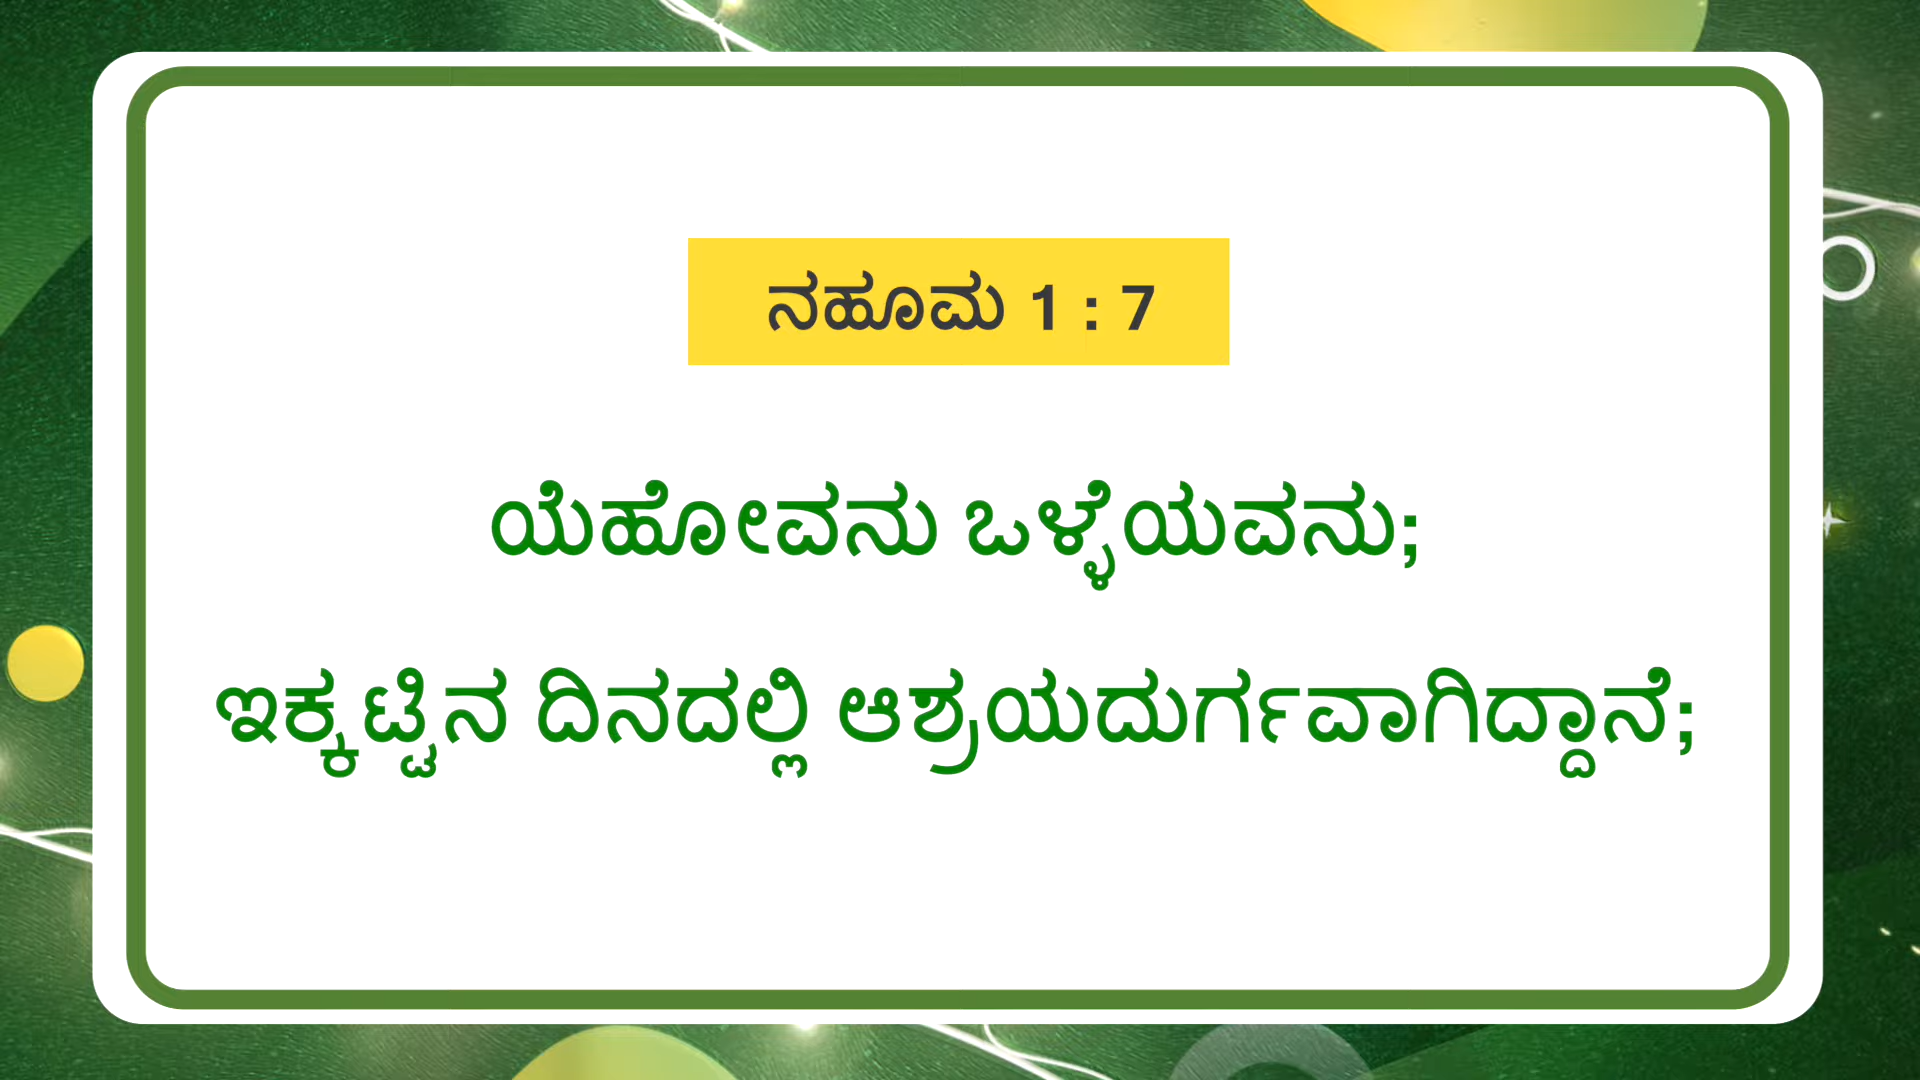 ನಹೂಮ 1 : 7
ಯೆಹೋವನು ಒಳ್ಳೆಯವನು;
ಇಕ್ಕಟ್ಟಿನ ದಿನದಲ್ಲಿ ಆಶ್ರಯದುರ್ಗವಾಗಿದ್ದಾನೆ;